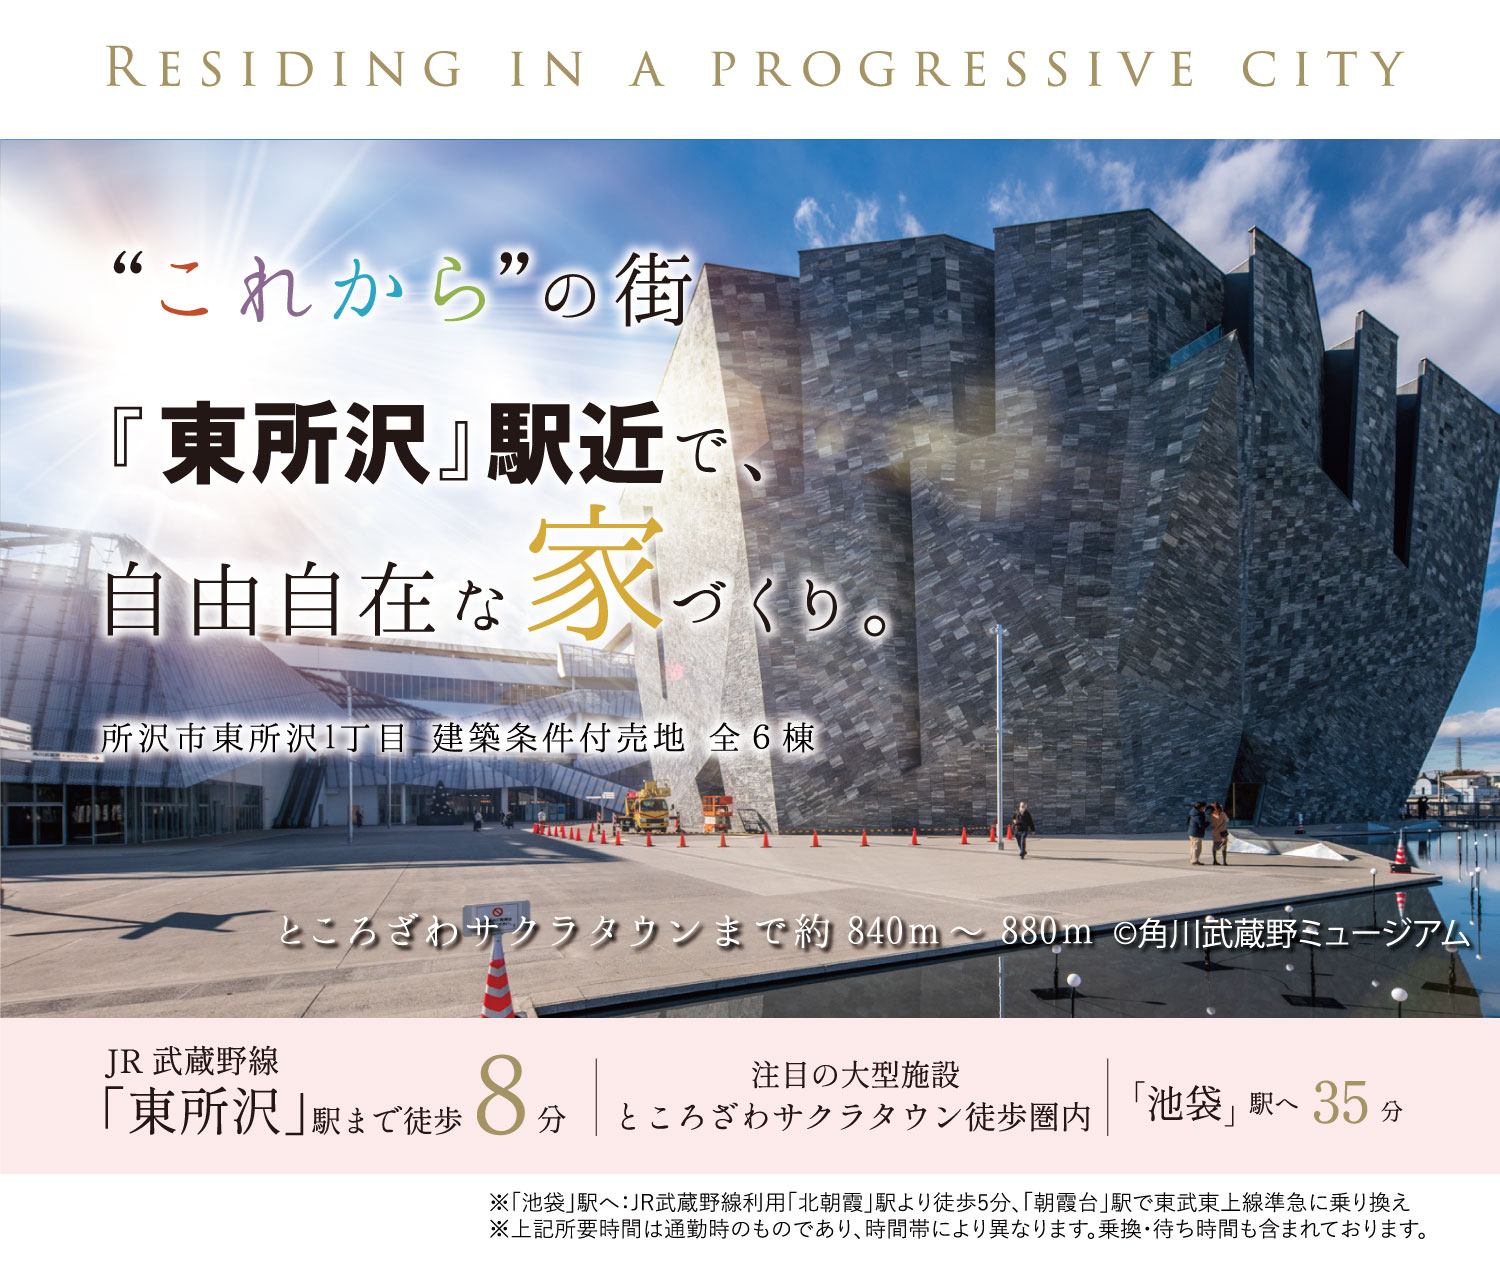 RESIDING IN A PROGRESSIVE CITY
“これから”の街
『東所沢』駅近で、
自由自在な家づくり。
所沢市東所沢1丁目 建築条件付売地 全6棟
ところざわサクラタウンまで約840m～880m ©角川武蔵野ミュージアム
JR 武蔵野線
「東所沢」駅まで徒歩8分
注目の大型施設
ところざわサクラタウン徒歩圏内
「池袋」駅へ35分
※「池袋」駅へ：JR武蔵野線利用「北朝霞」駅より徒歩5分、「朝霞台」駅で東武東上線準急に乗り換え
※上記所要時間は通勤時のものであり、時間帯により異なります。乗換・待ち時間も含まれております。